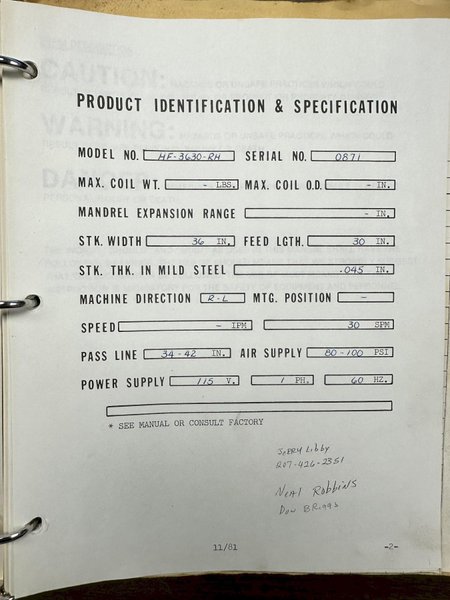 CAUTION:
WARNING:
PRODUCT IDENTIFICATION & SPECIFICATION
MODEL NO. HF-3630-RH SERIAL NO. 0871
MAX. COIL WT. - LBS. MAX. COIL O.D. - IN.
MANDREL EXPANSION RANGE - IN.
STK. WIDTH 36 IN. FEED LGTH. 30 IN.
STK. THK. IN MILD STEEL .045 IN.
MACHINE DIRECTION R-L MTG. POSITION -
SPEED - IPM 30 SPM
PASS LINE 34-42 IN. AIR SUPPLY 80-100 PSI
POWER SUPPLY 115 V. 1 PH. 60 HZ.
* SEE MANUAL OR CONSULT FACTORY
JERRY Libby
207-426-2351
Neal Robbins
Don Briggs
11/81 -2-